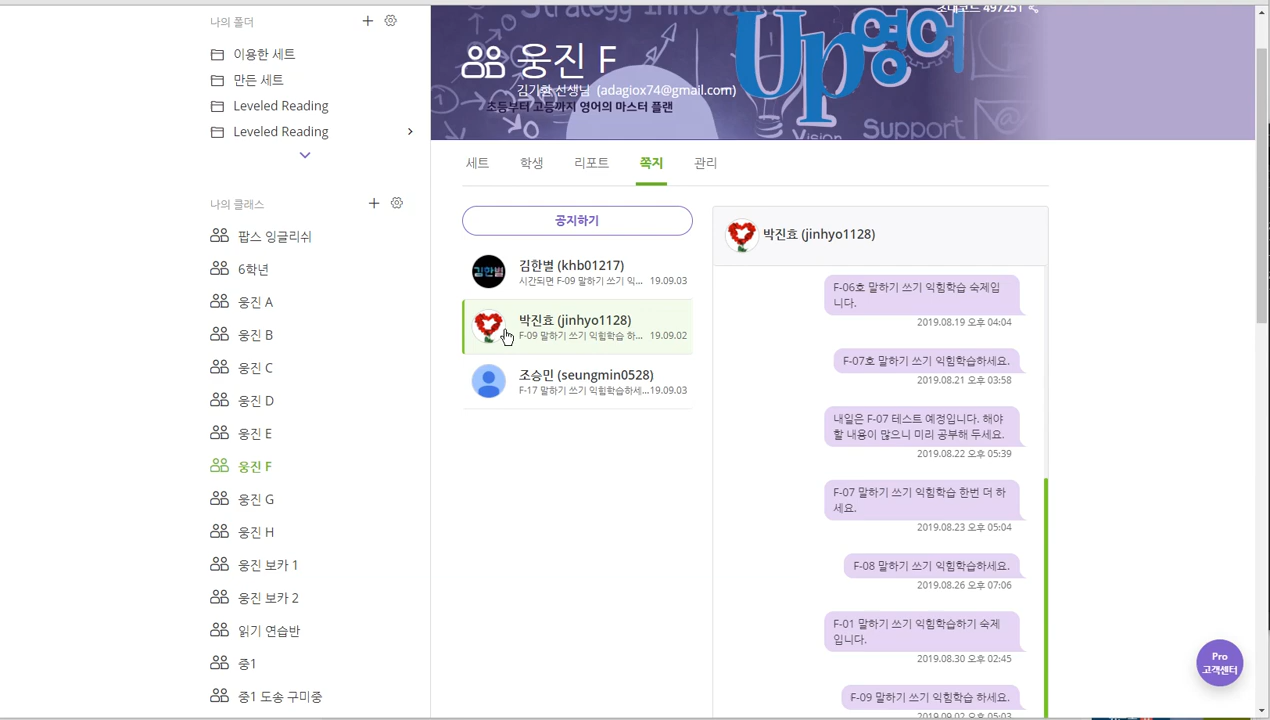 나의 폴더
이용한 세트
만든 세트
Leveled Reading
Leveled Reading
나의 클래스
팝스 잉글리쉬
6학년
웅진 A
웅진 B
웅진 C
웅진 D
웅진 E
웅진 F
웅진 G
웅진 H
웅진 보카 1
웅진 보카 2
읽기 연습반
중1
중1 도송 구미중
Strategy Innovation
초대코드 497251
Up영어
웅진 F
김기환 선생님 (adagiox74@gmail.com)
초등부터 고등까지 영어의 마스터 플랜
Vision
Support
세트
학생
리포트
쪽지
관리
공지하기
김한별 (khb01217)
시간되면 F-09 말하기 쓰기 익... 19.09.03
박진효 (jinhyo1128)
F-09 말하기 쓰기 익힘학습 하... 19.09.02
조승민 (seungmin0528)
F-17 말하기 쓰기 익힘학습하세... 19.09.03
박진효 (jinhyo1128)
F-06호 말하기 쓰기 익힘학습 숙제입
니다.
2019.08.19 오후 04:04
F-07호 말하기 쓰기 익힘학습하세요.
2019.08.21 오후 03:58
내일은 F-07 테스트 예정입니다. 해야
할 내용이 많으니 미리 공부해 두세요.
2019.08.22 오후 05:39
F-07 말하기 쓰기 익힘학습 한번 더 하
세요.
2019.08.23 오후 05:04
F-08 말하기 쓰기 익힘학습하세요.
2019.08.26 오후 07:06
F-01 말하기 쓰기 익힘학습하기 숙제
입니다.
2019.08.30 오후 02:45
F-09 말하기 쓰기 익힘학습 하세요.
2019.09.02 오후 05:03
Pro
고객센터